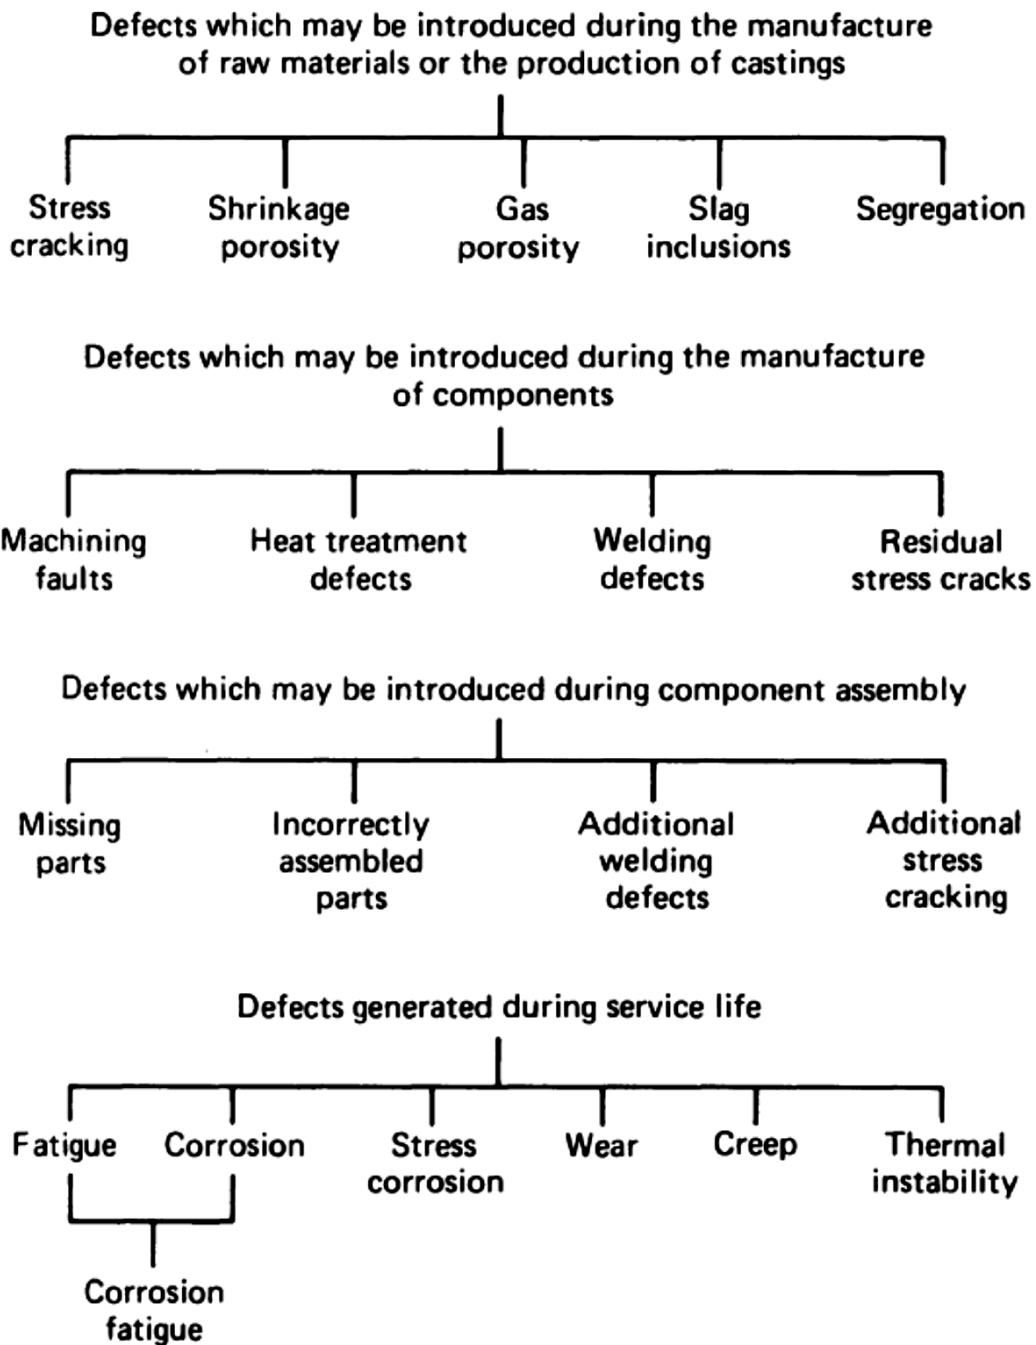 Defects which may be introduced during the manufacture
of raw materials or the production of castings
Stress
cracking
Shrinkage
porosity
Gas
porosity
Slag
inclusions
Segregation
Defects which may be introduced during the manufacture
of components
Machining
faults
Heat treatment
defects
Welding
defects
Residual
stress cracks
Defects which may be introduced during component assembly
Missing
parts
Incorrectly
assembled
parts
Additional
welding
defects
Additional
stress
cracking
Defects generated during service life
Fatigue
Corrosion
Stress
corrosion
Wear
Creep
Thermal
instability
Corrosion
fatigue